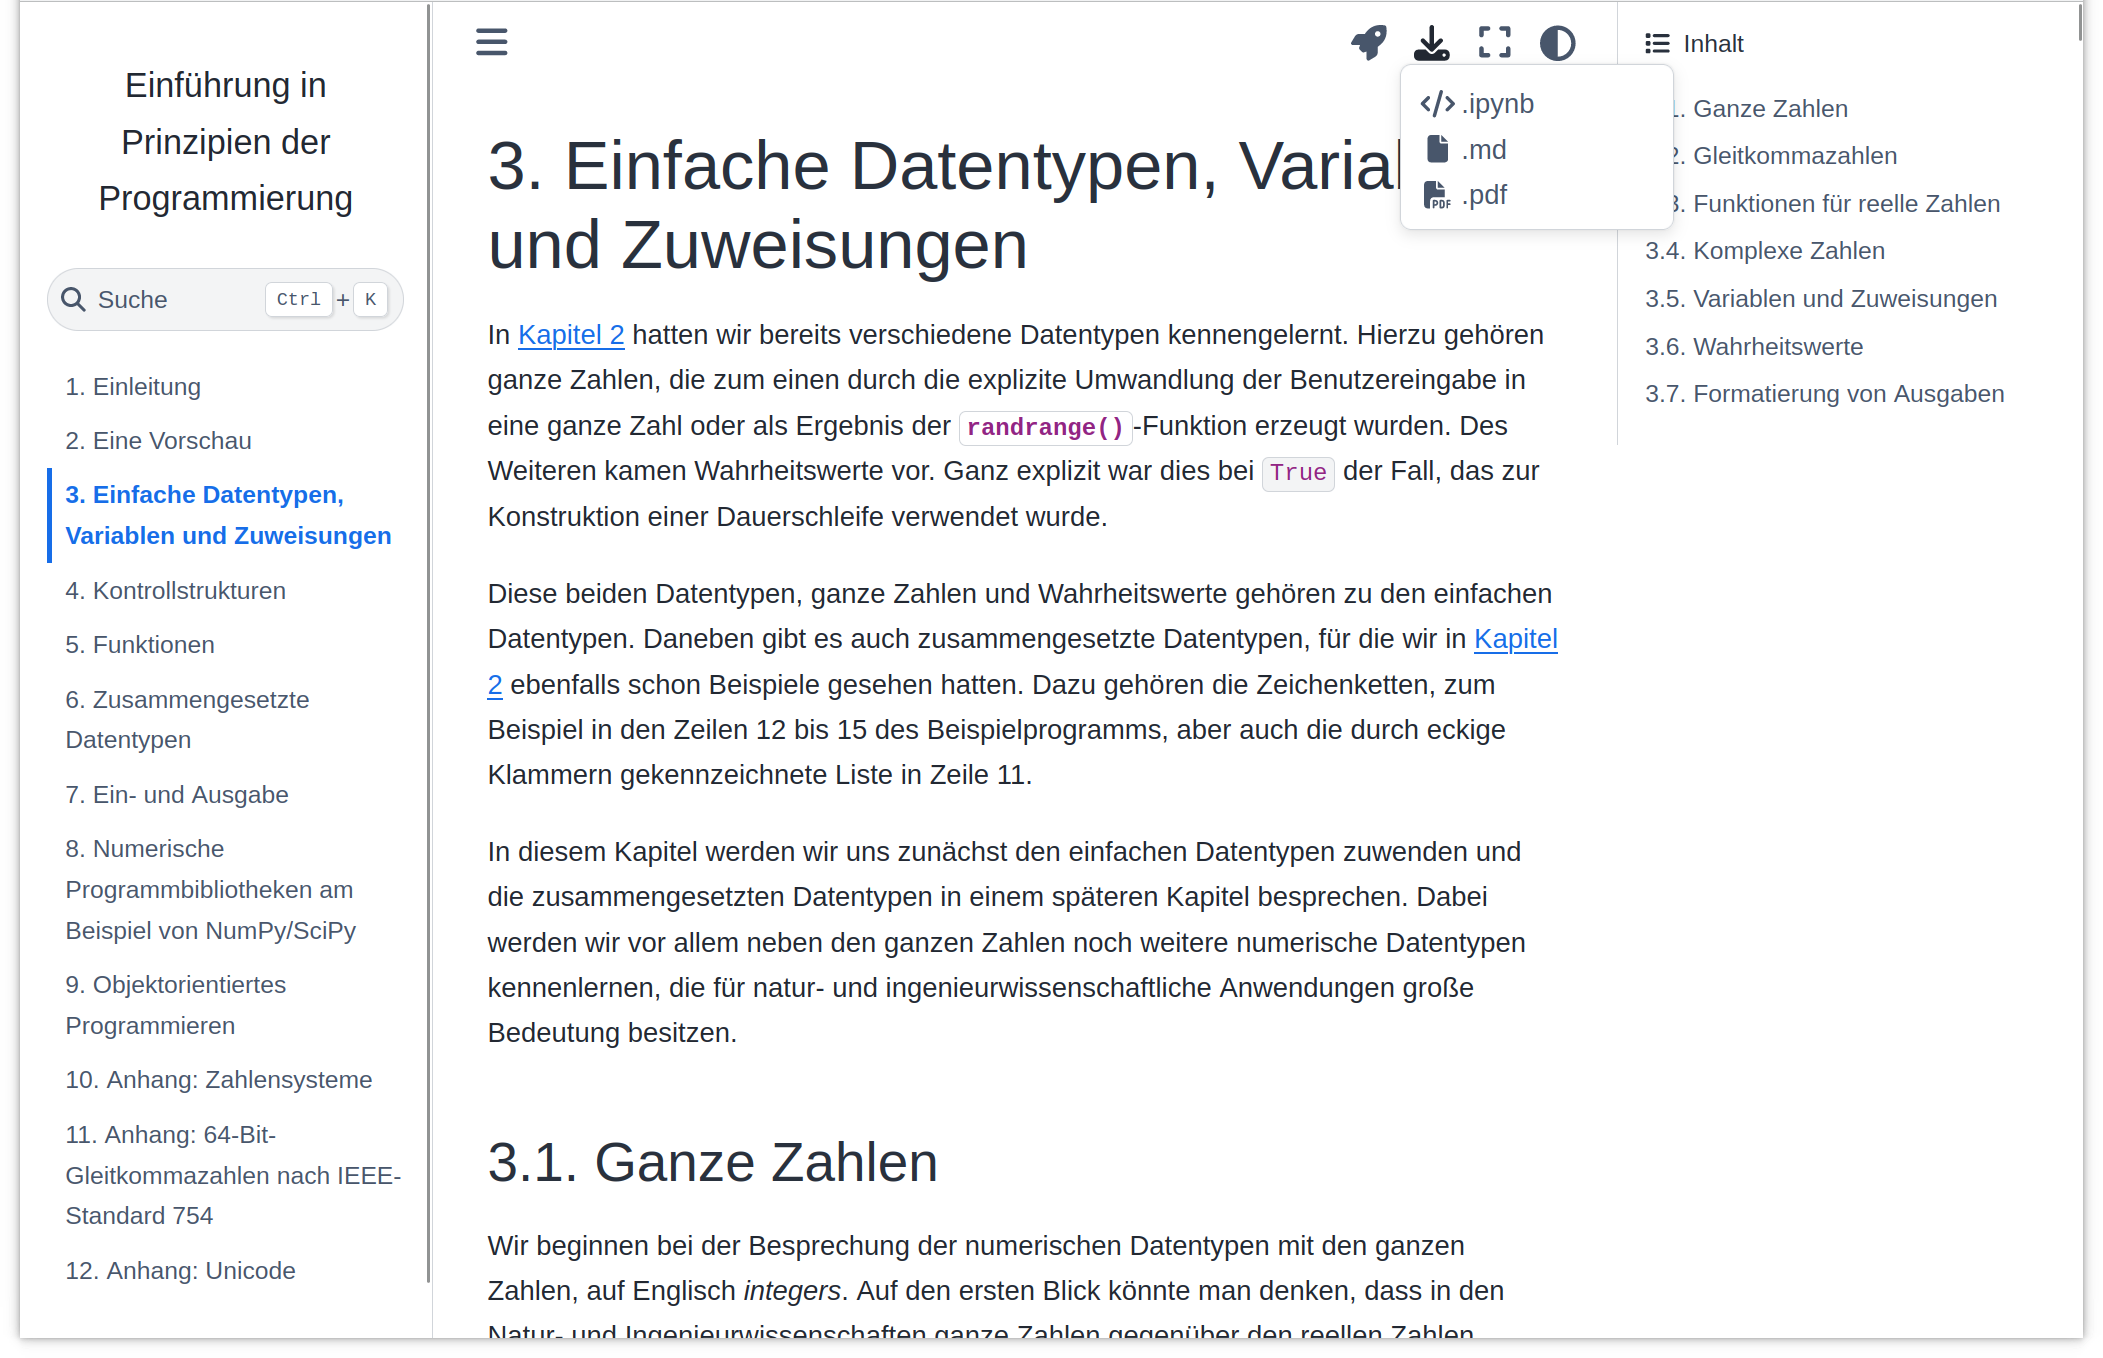 Einführung in
Prinzipien der
Programmierung
Suche Ctrl + K
1. Einleitung
2. Eine Vorschau
3. Einfache Datentypen,
Variablen und Zuweisungen
4. Kontrollstrukturen
5. Funktionen
6. Zusammengesetzte
Datentypen
7. Ein- und Ausgabe
8. Numerische
Programmbibliotheken am
Beispiel von NumPy/SciPy
9. Objektorientiertes
Programmieren
10. Anhang: Zahlensysteme
11. Anhang: 64-Bit-
Gleitkommazahlen nach IEEE-
Standard 754
12. Anhang: Unicode
.ipynb
.md
.pdf
3. Einfache Datentypen,
und Zuweisungen
In Kapitel 2 hatten wir bereits verschiedene Datentypen kennengelernt. Hierzu gehören
ganze Zahlen, die zum einen durch die explizite Umwandlung der Benutzereingabe in
eine ganze Zahl oder als Ergebnis der randrange()-Funktion erzeugt wurden. Des
Weiteren kamen Wahrheitswerte vor. Ganz explizit war dies bei True der Fall, das zur
Konstruktion einer Dauerschleife verwendet wurde.
Diese beiden Datentypen, ganze Zahlen und Wahrheitswerte gehören zu den einfachen
Datentypen. Daneben gibt es auch zusammengesetzte Datentypen, für die wir in Kapitel
2 ebenfalls schon Beispiele gesehen hatten. Dazu gehören die Zeichenketten, zum
Beispiel in den Zeilen 12 bis 15 des Beispielprogramms, aber auch die durch eckige
Klammern gekennzeichnete Liste in Zeile 11.
In diesem Kapitel werden wir uns zunächst den einfachen Datentypen zuwenden und
die zusammengesetzten Datentypen in einem späteren Kapitel besprechen. Dabei
werden wir vor allem neben den ganzen Zahlen noch weitere numerische Datentypen
kennenlernen, die für natur- und ingenieurwissenschaftliche Anwendungen große
Bedeutung besitzen.
3.1. Ganze Zahlen
Wir beginnen bei der Besprechung der numerischen Datentypen mit den ganzen
Zahlen, auf Englisch integers. Auf den ersten Blick könnte man denken, dass in den
Natur- und Ingenieurwissenschaften ganze Zahlen gegenüber den reellen Zahlen
Inhalt
1. Ganze Zahlen
2. Gleitkommazahlen
3. Funktionen für reelle Zahlen
3.4. Komplexe Zahlen
3.5. Variablen und Zuweisungen
3.6. Wahrheitswerte
3.7. Formatierung von Ausgaben